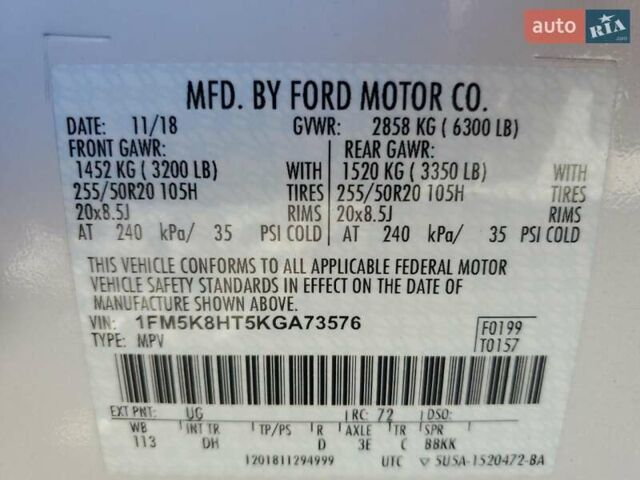 auto RIA.com
MFD. BY FORD MOTOR CO.
DATE: 11/18 GVWR: 2858 KG ( 6300 LB)
FRONT GAWR: REAR GAWR:
1452 KG ( 3200 LB) WITH 1520 KG ( 3350 LB) WITH
255/50R20 105H TIRES 255/50R20 105H TIRES
20x8.5J RIMS 20x8.5J RIMS
AT 240 kPa/ 35 PSI COLD AT 240 kPa/ 35 PSI COLD
THIS VEHICLE CONFORMS TO ALL APPLICABLE FEDERAL MOTOR
VEHICLE SAFETY STANDARDS IN EFFECT ON THE DATE OF
MANUFACTURE SHOWN ABOVE.
VIN: 1FM5K8HT5KGA73576 F0199
TYPE: MPV T0157
EXT PNT: UG RC: 72 DSO:
WB INT TR TP/PS R AXLE TR SPR
113 DH D 3E C BBKK
1201811294999 UTC ▽ 5U5A-1520472-BA